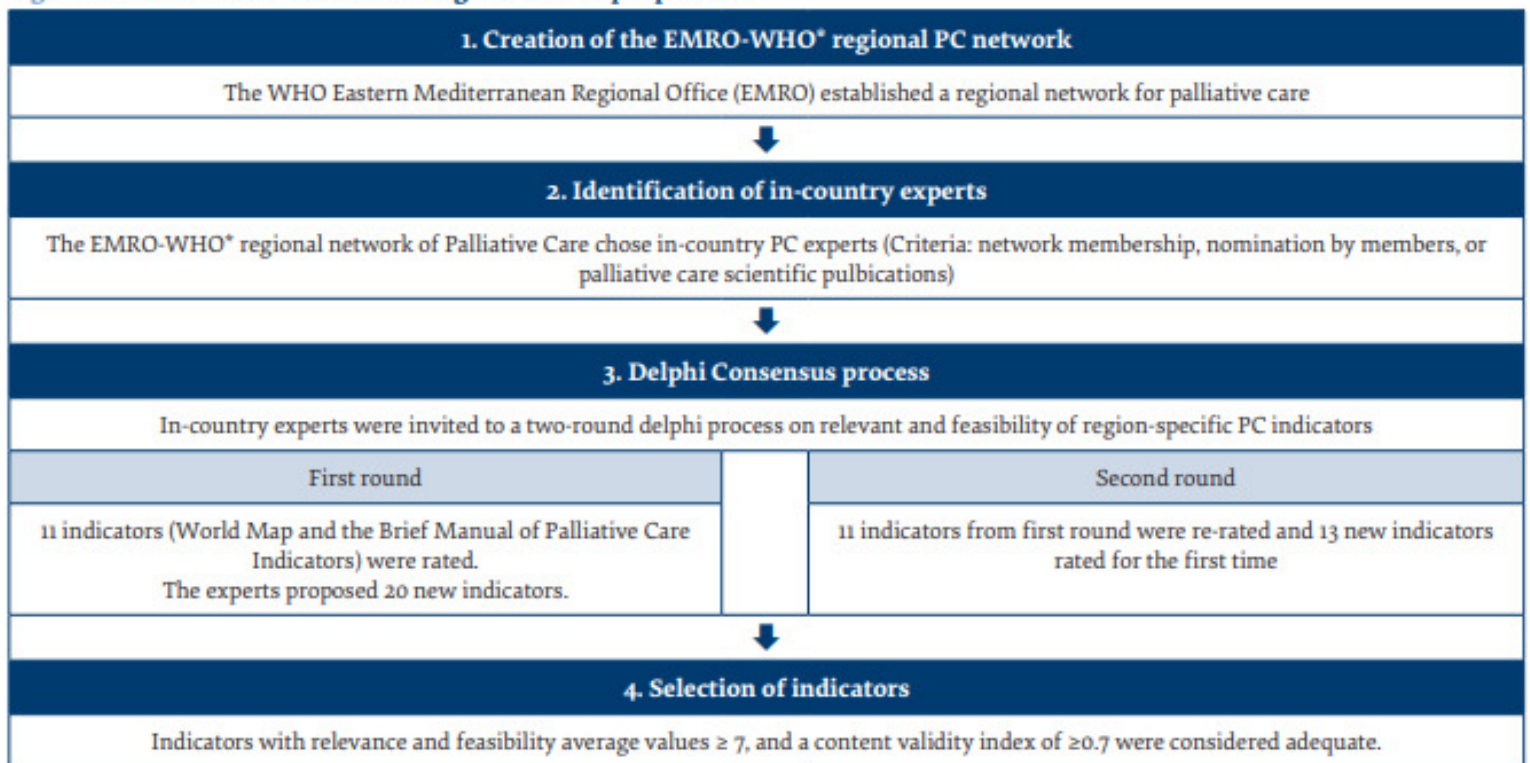 1. Creation of the EMRO-WHO* regional PC network
The WHO Eastern Mediterranean Regional Office (EMRO) established a regional network for palliative care
2. Identification of in-country experts
The EMRO-WHO* regional network of Palliative Care chose in-country PC experts (Criteria: network membership, nomination by members, or
palliative care scientific pulbications)
3. Delphi Consensus process
In-country experts were invited to a two-round delphi process on relevant and feasibility of region-specific PC indicators
First round
11 indicators (World Map and the Brief Manual of Palliative Care
Indicators) were rated.
The experts proposed 20 new indicators.
Second round
11 indicators from first round were re-rated and 13 new indicators
rated for the first time
4. Selection of indicators
Indicators with relevance and feasibility average values ≥ 7, and a content validity index of ≥0.7 were considered adequate.